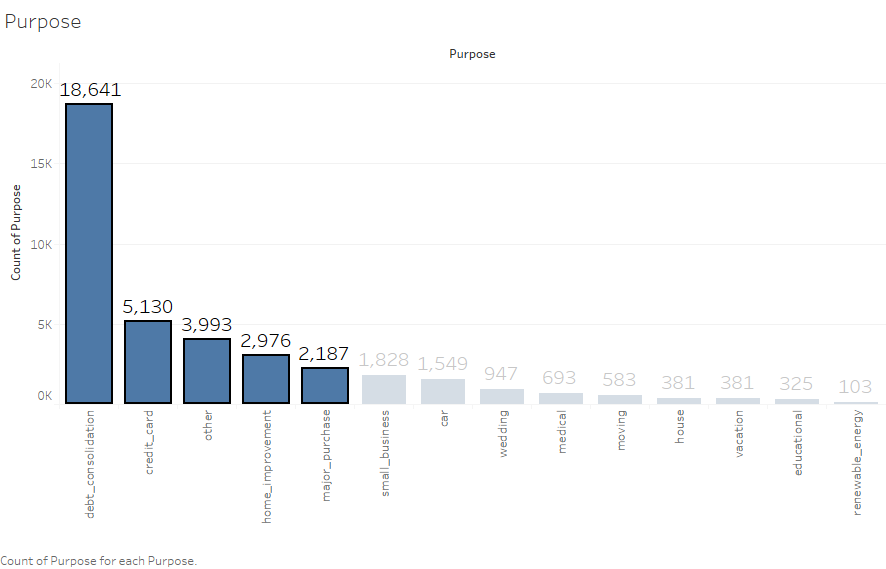 Purpose
Purpose
Count of Purpose
20K
15K
10K
5K
0K
18,641
5,130
3,993
2,976
2,187
1,828
1,549
947
693
583
381
381
325
103
debt_consolidation
credit_card
other
home_improvement
major_purchase
small_business
car
wedding
medical
moving
house
vacation
educational
renewable_energy
Count of Purpose for each Purpose.